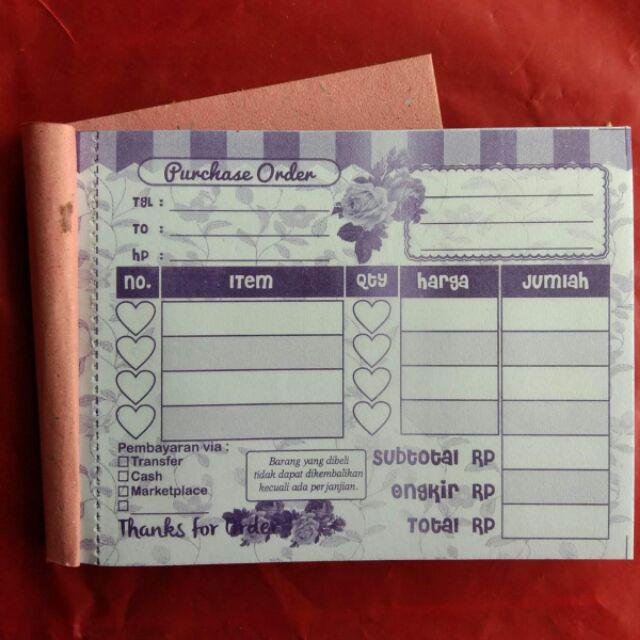 Purchase Order
TGL :
TO :
hp :
no. ITEM QTY harga JUMLAH
Pembayaran via :
Transfer
Cash
Marketplace
Barang yang dibeli
tidak dapat dikembalikan
kecuali ada perjanjian.
SUBTOTAL RP
ONGKIR RP
TOTAL RP
Thanks for Order